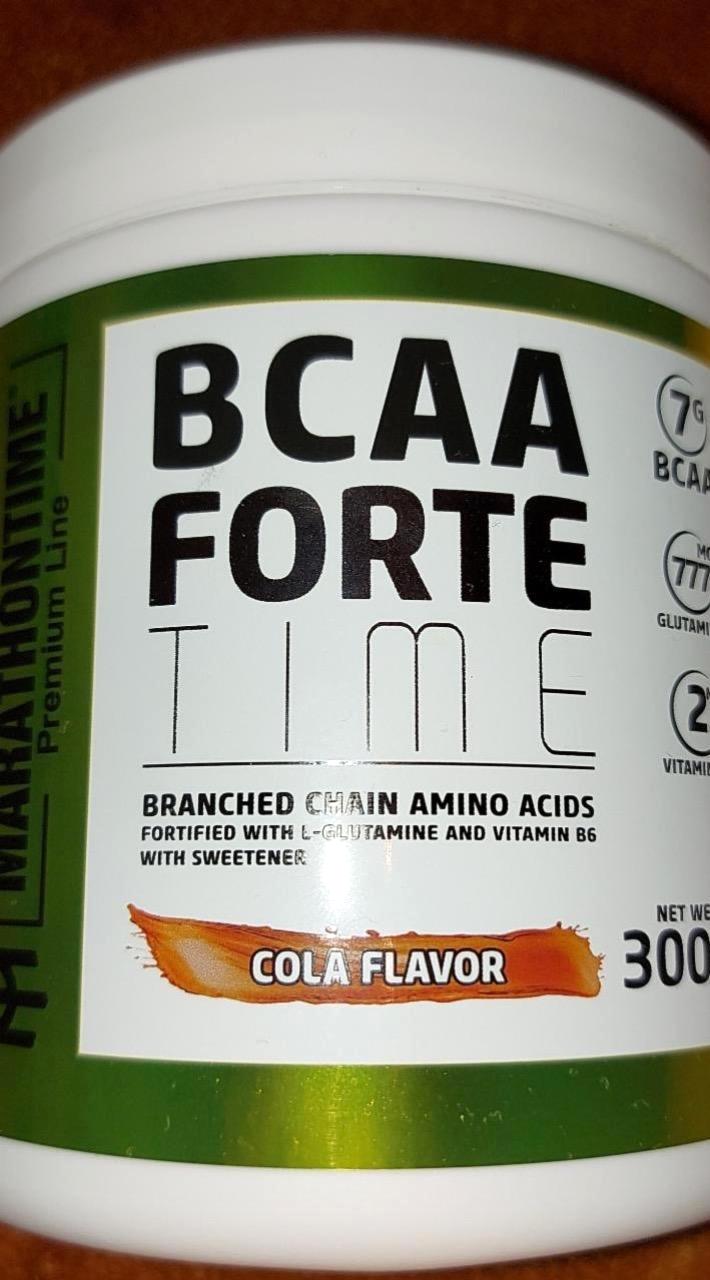 MARATHONTIME®
Premium Line
BCAA
FORTE
TIME
BRANCHED CHAIN AMINO ACIDS
FORTIFIED WITH L-GLUTAMINE AND VITAMIN B6
WITH SWEETENER
COLA FLAVOR
7G
BCAA
777
2
NET
300